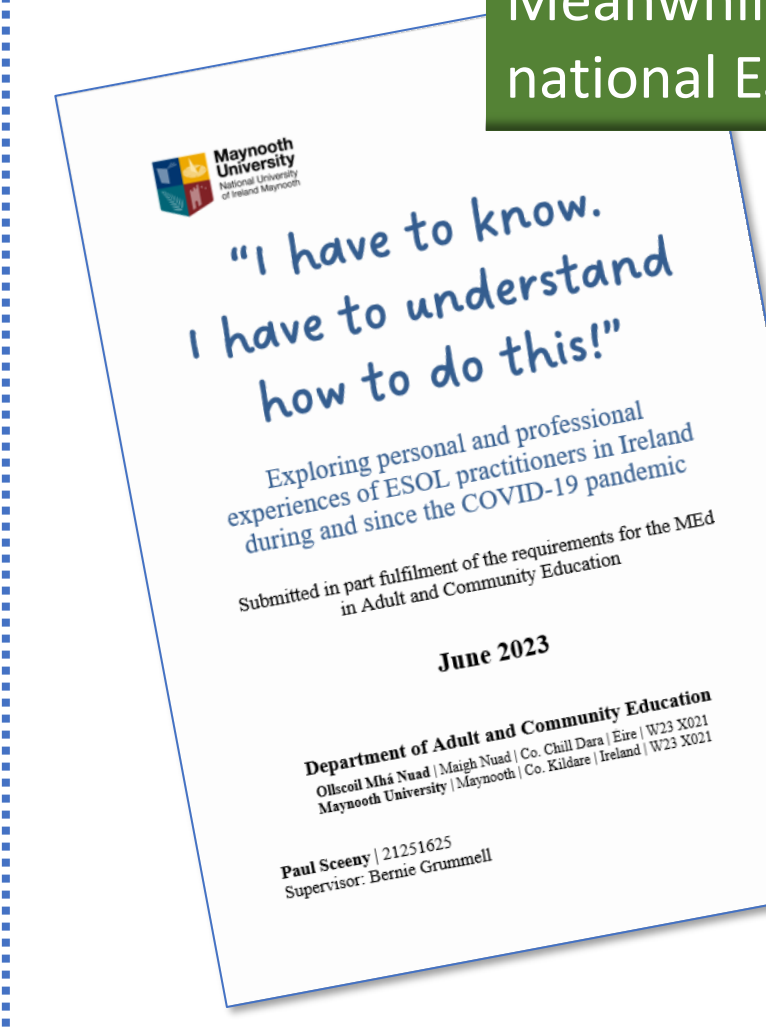 Meanwhil
national E
Maynooth
University
National University
of Ireland Maynooth
“I have to know.
I have to understand
how to do this!”
Exploring personal and professional
experiences of ESOL practitioners in Ireland
during and since the COVID-19 pandemic
Submitted in part fulfilment of the requirements for the MEd
in Adult and Community Education
June 2023
Department of Adult and Community Education
Ollscoil Mhá Nuad | Maigh Nuad | Co. Chill Dara | Éire | W23 X021
Maynooth University | Maynooth | Co. Kildare | Ireland | W23 X021
Paul Sceeny | 21251625
Supervisor: Bernie Grummell